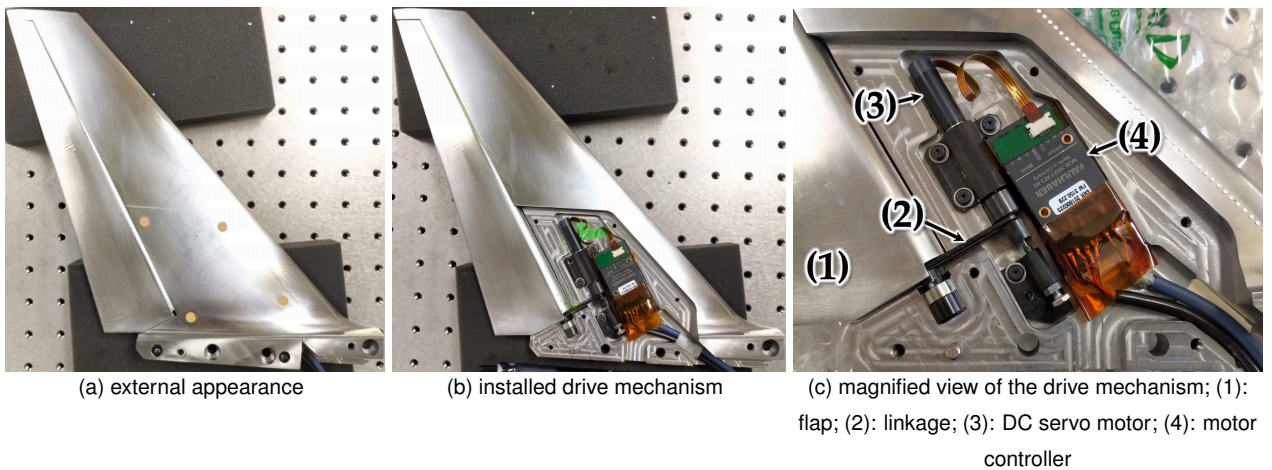 (3)
(4)
(2)
(1)
FAULHABER
(a) external appearance
(b) installed drive mechanism
(c) magnified view of the drive mechanism; (1):
flap; (2): linkage; (3): DC servo motor; (4): motor
controller